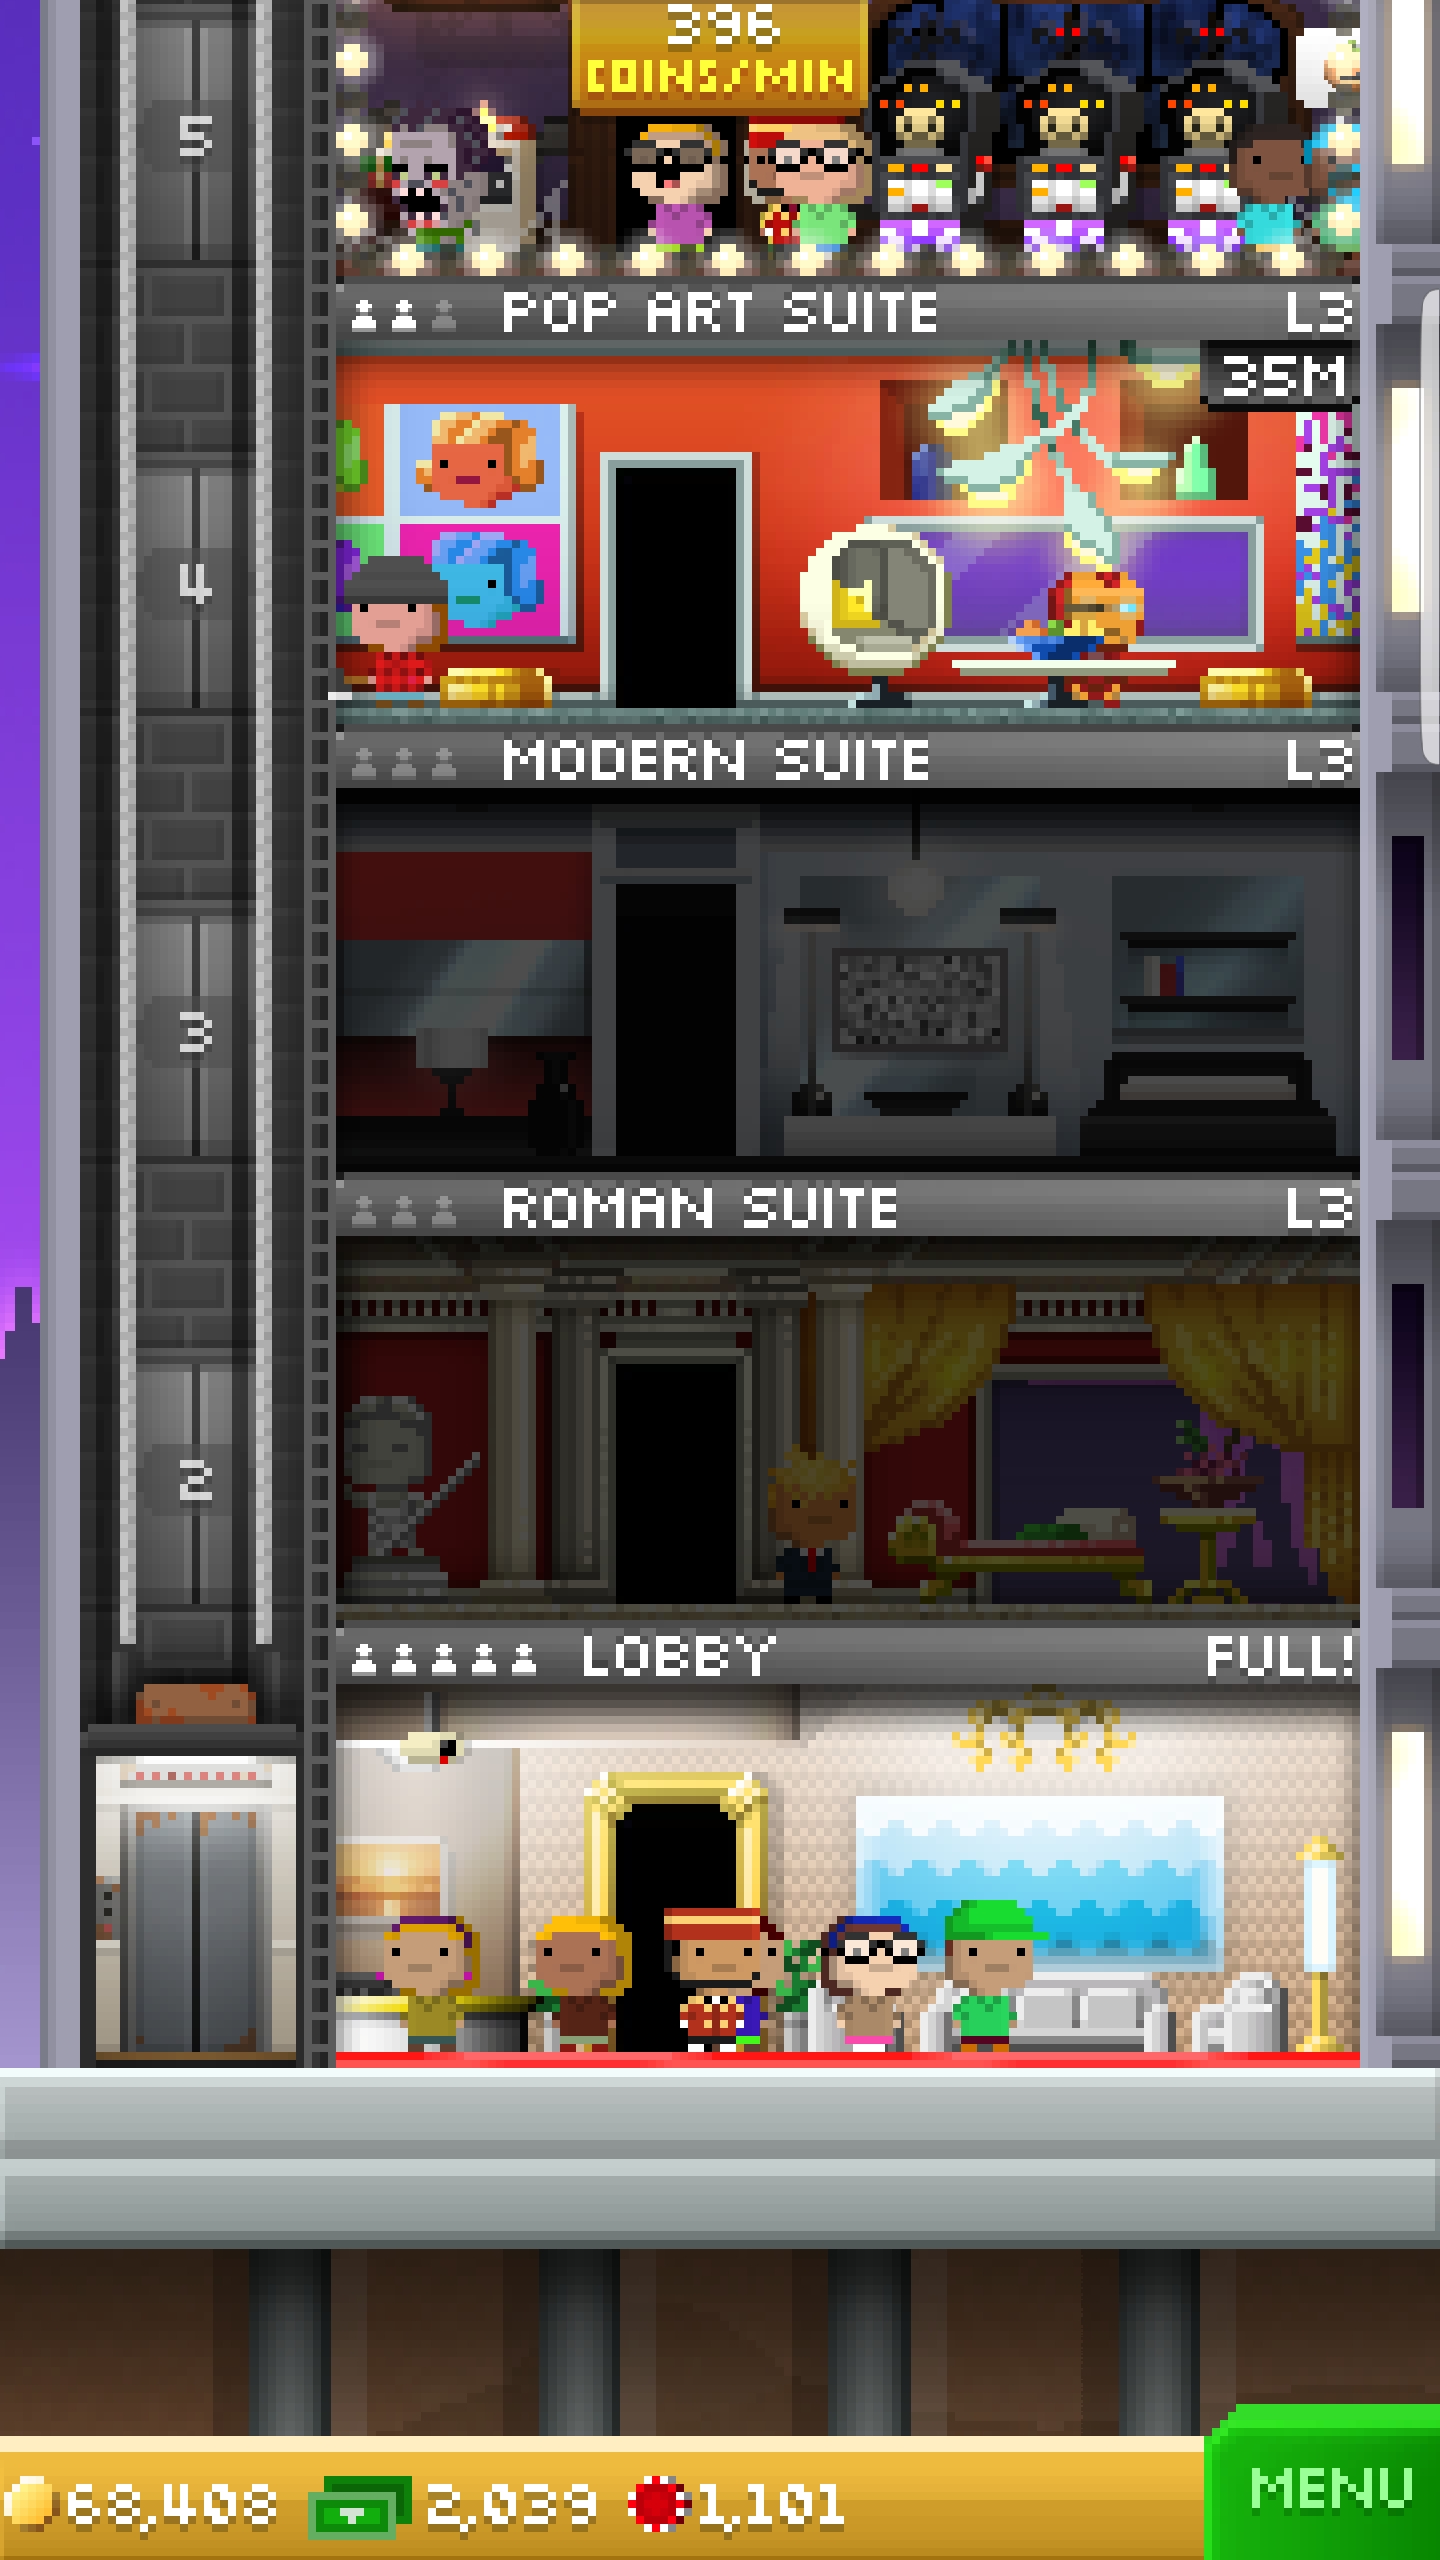 396
COINS/MIN
5
POP ART SUITE L3
35M
4
MODERN SUITE L3
3
ROMAN SUITE L3
2
LOBBY FULL!
68,408 2,039 1,101 MENU